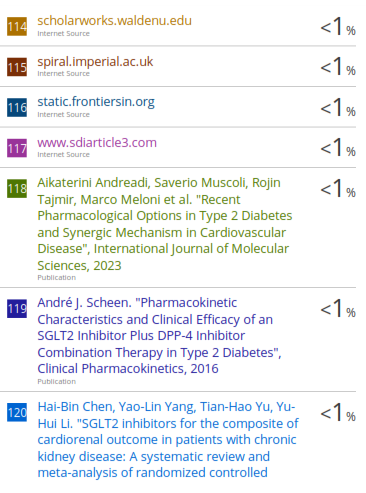 114 scholarworks.waldenu.edu <1%
Internet Source
115 spiral.imperial.ac.uk <1%
Internet Source
116 static.frontiersin.org <1%
Internet Source
117 www.sdiarticle3.com <1%
Internet Source
118 Aikaterini Andreadi, Saverio Muscoli, Rojin <1%
Tajmir, Marco Meloni et al. "Recent
Pharmacological Options in Type 2 Diabetes
and Synergic Mechanism in Cardiovascular
Disease", International Journal of Molecular
Sciences, 2023
Publication
119 André J. Scheen. "Pharmacokinetic <1%
Characteristics and Clinical Efficacy of an
SGLT2 Inhibitor Plus DPP-4 Inhibitor
Combination Therapy in Type 2 Diabetes",
Clinical Pharmacokinetics, 2016
Publication
120 Hai-Bin Chen, Yao-Lin Yang, Tian-Hao Yu, Yu- <1%
Hui Li. "SGLT2 inhibitors for the composite of
cardiorenal outcome in patients with chronic
kidney disease: A systematic review and
meta-analysis of randomized controlled